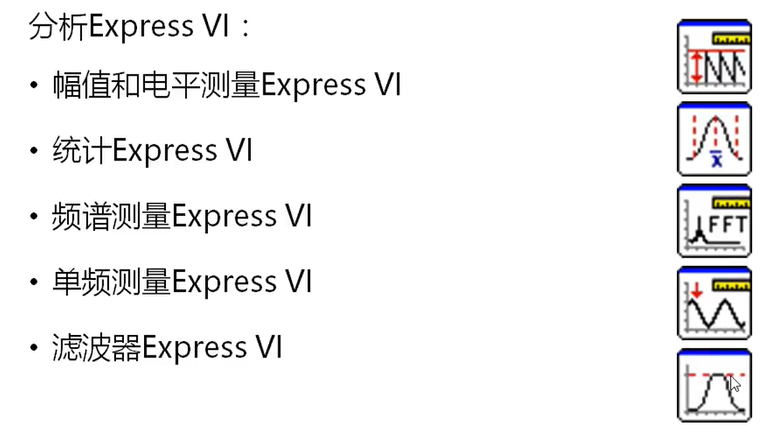 分析Express VI：
• 幅值和电平测量Express VI
• 统计Express VI
• 频谱测量Express VI
• 单频测量Express VI
• 滤波器Express VI
x̄
FFT